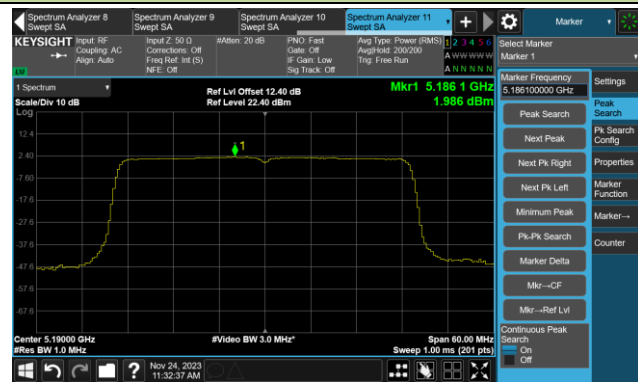 Spectrum Analyzer 8
Swept SA
Spectrum Analyzer 9
Swept SA
Spectrum Analyzer 10
Swept SA
Spectrum Analyzer 11
Swept SA
Marker
KEYSIGHT
Input: RF
Coupling: AC
Align: Auto
Input Z: 50 Ω
Corrections: Off
Freq Ref: Int (S)
NFE: Off
#Atten: 20 dB
PNO: Fast
Gate: Off
IF Gain: Low
Sig Track: Off
Avg Type: Power (RMS)
Avg|Hold: 200/200
Trig: Free Run
1 2 3 4 5 6
A W W W W W
A N N N N N
LXI
Select Marker
Marker 1
1 Spectrum
Scale/Div 10 dB
Log
Ref Lvl Offset 12.40 dB
Ref Level 22.40 dBm
Mkr1 5.186 1 GHz
1.986 dBm
12.4
2.40
-7.60
-17.6
-27.6
-37.6
-47.6
-57.6
-67.6
1
Center 5.19000 GHz
#Res BW 1.0 MHz
#Video BW 3.0 MHz*
Span 60.00 MHz
Sweep 1.00 ms (201 pts)
Marker Frequency
5.186100000 GHz
Peak Search
Next Peak
Next Pk Right
Next Pk Left
Minimum Peak
Pk-Pk Search
Marker Delta
Mkr→CF
Mkr→Ref Lvl
Continuous Peak
Search
On
Off
Settings
Peak
Search
Pk Search
Config
Properties
Marker
Function
Marker→
Counter
?
Nov 24, 2023
11:32:37 AM